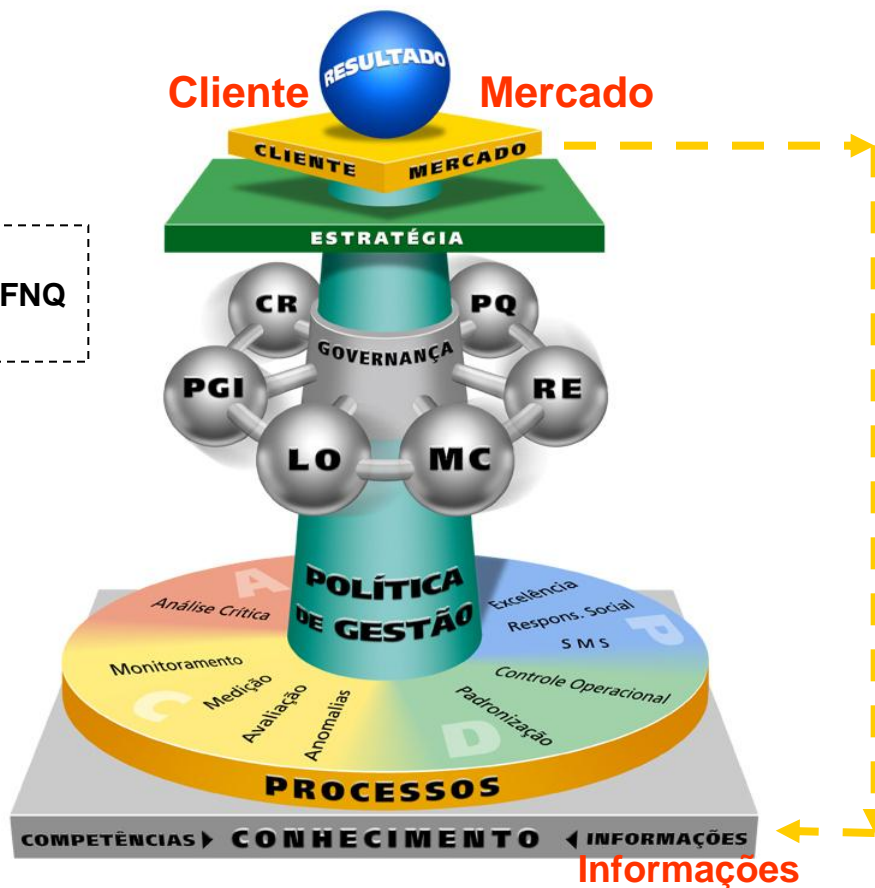 RESULTADO
Cliente
Mercado
CLIENTE
MERCADO
ESTRATÉGIA
FNQ
CR
PQ
GOVERNANÇA
PGI
RE
LO
MC
POLÍTICA
DE GESTÃO
A
Análise Crítica
Excelência
Respons. Social
P
S M S
Monitoramento
Medição
Avaliação
Anomalias
C
Controle Operacional
Padronização
D
PROCESSOS
COMPETÊNCIAS
CONHECIMENTO
INFORMAÇÕES
Informações